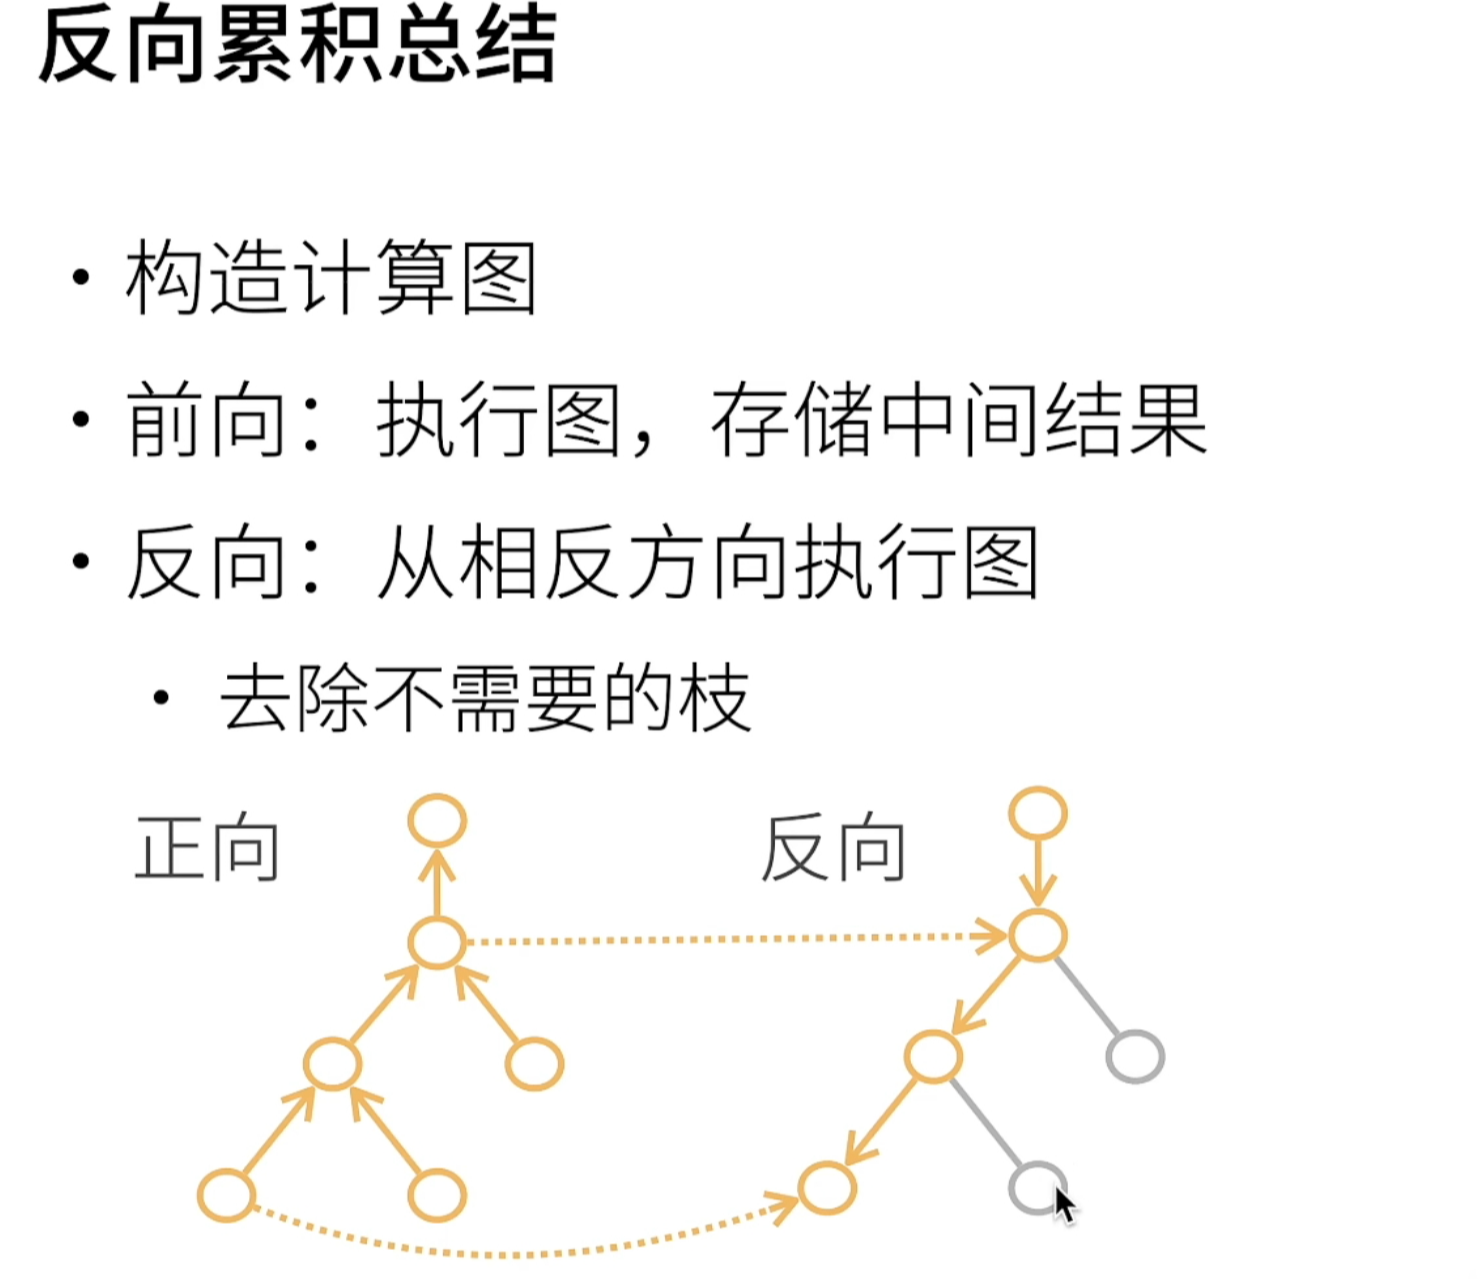 反向累积总结
• 构造计算图
• 前向：执行图，存储中间结果
• 反向：从相反方向执行图
• 去除不需要的枝
正向
反向